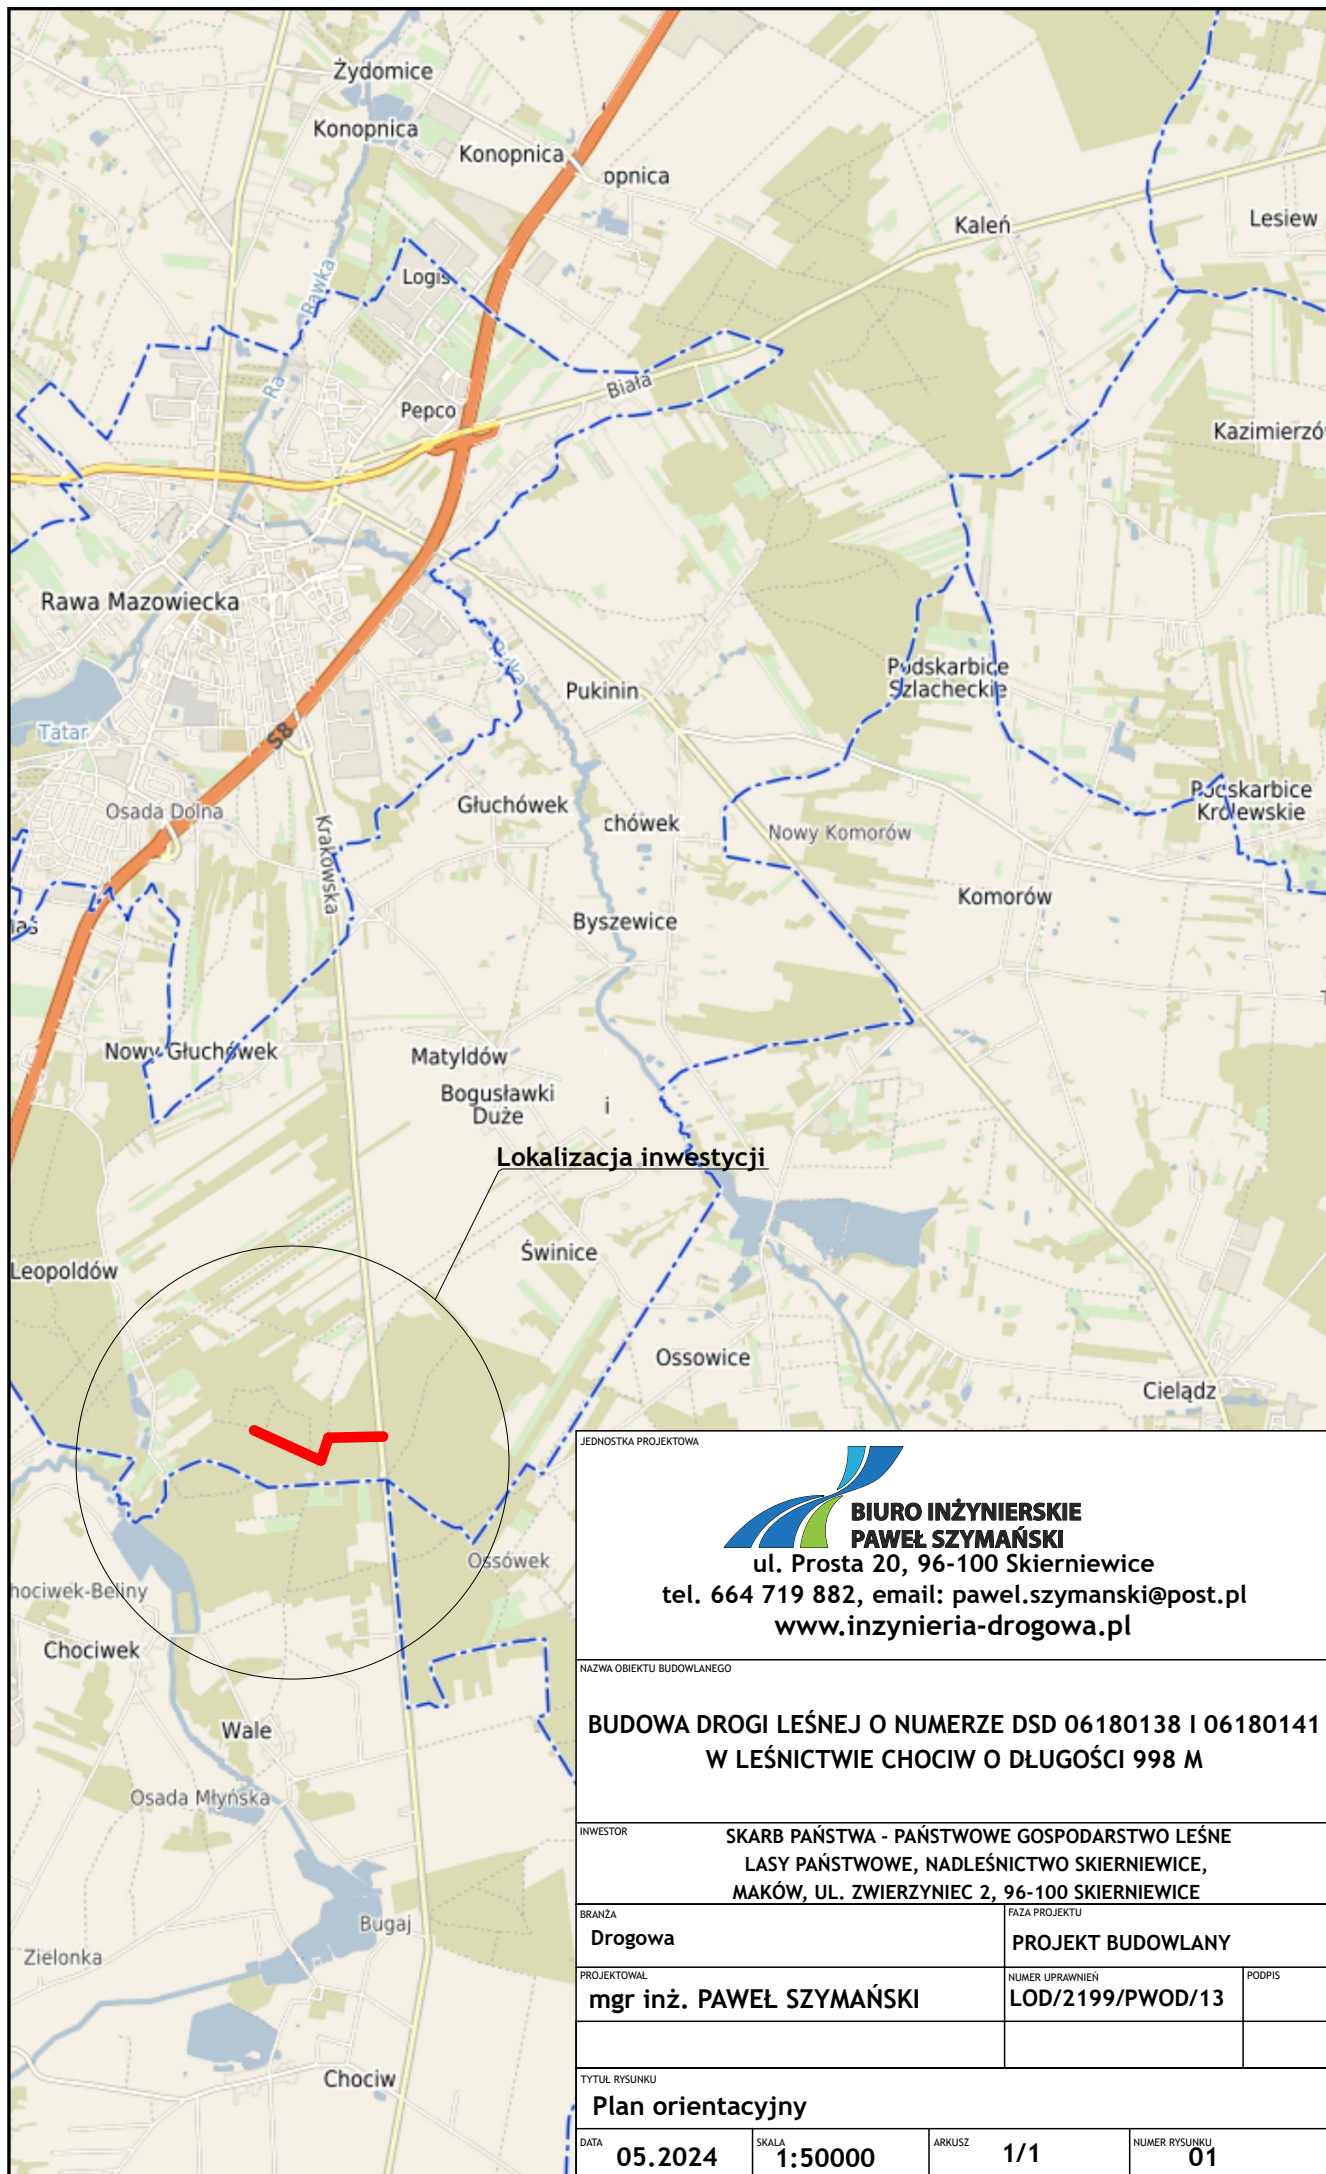 Żydomice
Konopnica
Konopnica
opnica
Kaleń
Lesiew
Rawka
Logis
Ra
Biała
Pepco
Kazimierzó
Rawa Mazowiecka
Podskarbice
Szlacheckie
Pukinin
Tatar
S8
Osada Dolna
Krakowska
Głuchówek
chówek
Nowy Komorów
Podskarbice
Królewskie
Komorów
Byszewice
Nowy Głuchówek
Matyldów
Bogusławki
Duże
i
Lokalizacja inwestycji
Leopoldów
Świnice
Ossowice
Cielądz
Ossówek
hociwek-Beliny
Chociwek
Wale
Osada Młyńska
Bugaj
Zielonka
Chociw
JEDNOSTKA PROJEKTOWA
BIURO INŻYNIERSKIE
PAWEŁ SZYMAŃSKI
ul. Prosta 20, 96-100 Skierniewice
tel. 664 719 882, email: pawel.szymanski@post.pl
www.inzynieria-drogowa.pl
NAZWA OBIEKTU BUDOWLANEGO
BUDOWA DROGI LEŚNEJ O NUMERZE DSD 06180138 I 06180141
W LEŚNICTWIE CHOCIW O DŁUGOŚCI 998 M
INWESTOR
SKARB PAŃSTWA - PAŃSTWOWE GOSPODARSTWO LEŚNE
LASY PAŃSTWOWE, NADLEŚNICTWO SKIERNIEWICE,
MAKÓW, UL. ZWIERZYNIEC 2, 96-100 SKIERNIEWICE
BRANŻA
Drogowa
FAZA PROJEKTU
PROJEKT BUDOWLANY
PROJEKTOWAŁ
mgr inż. PAWEŁ SZYMAŃSKI
NUMER UPRAWNIEŃ
LOD/2199/PWOD/13
PODPIS
TYTUŁ RYSUNKU
Plan orientacyjny
DATA
05.2024
SKALA
1:50000
ARKUSZ
1/1
NUMER RYSUNKU
01